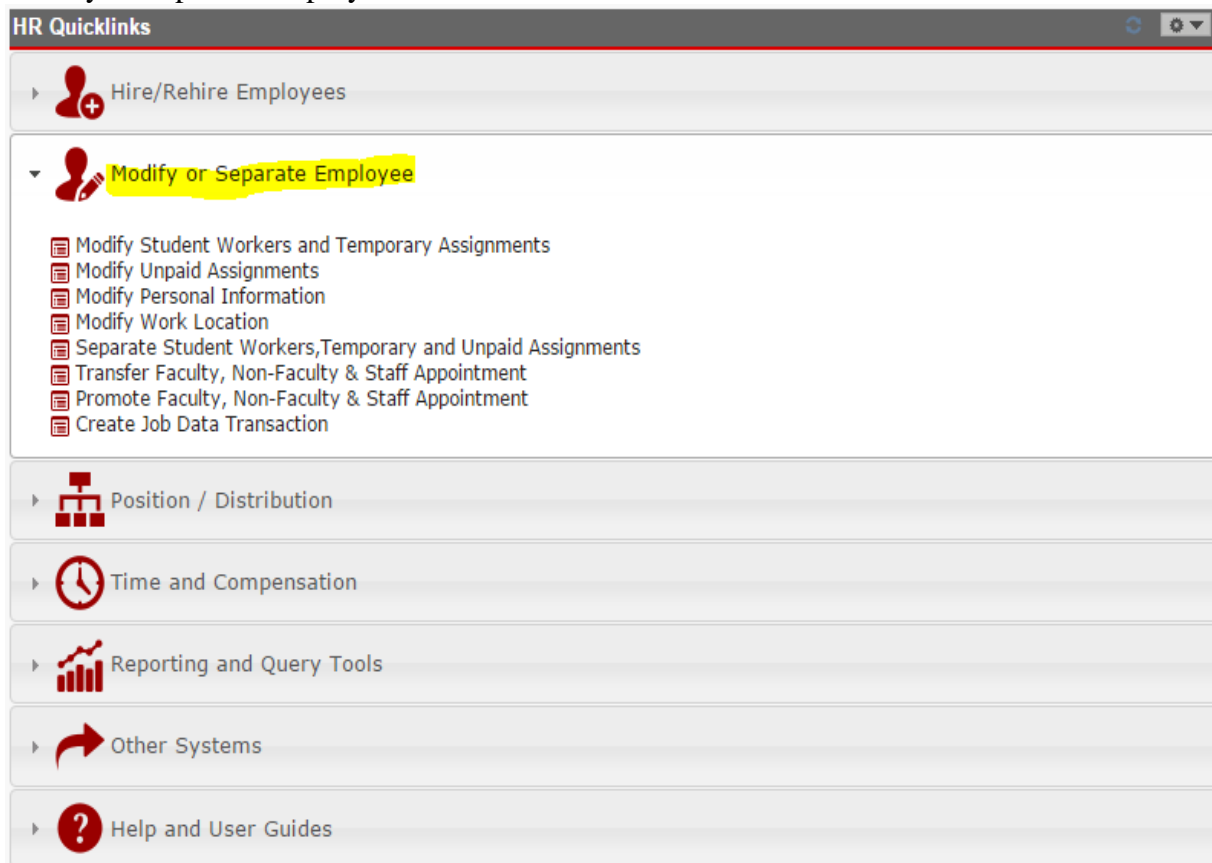 HR Quicklinks
Hire/Rehire Employees
Modify or Separate Employee
Modify Student Workers and Temporary Assignments
Modify Unpaid Assignments
Modify Personal Information
Modify Work Location
Separate Student Workers,Temporary and Unpaid Assignments
Transfer Faculty, Non-Faculty & Staff Appointment
Promote Faculty, Non-Faculty & Staff Appointment
Create Job Data Transaction
Position / Distribution
Time and Compensation
Reporting and Query Tools
Other Systems
? Help and User Guides